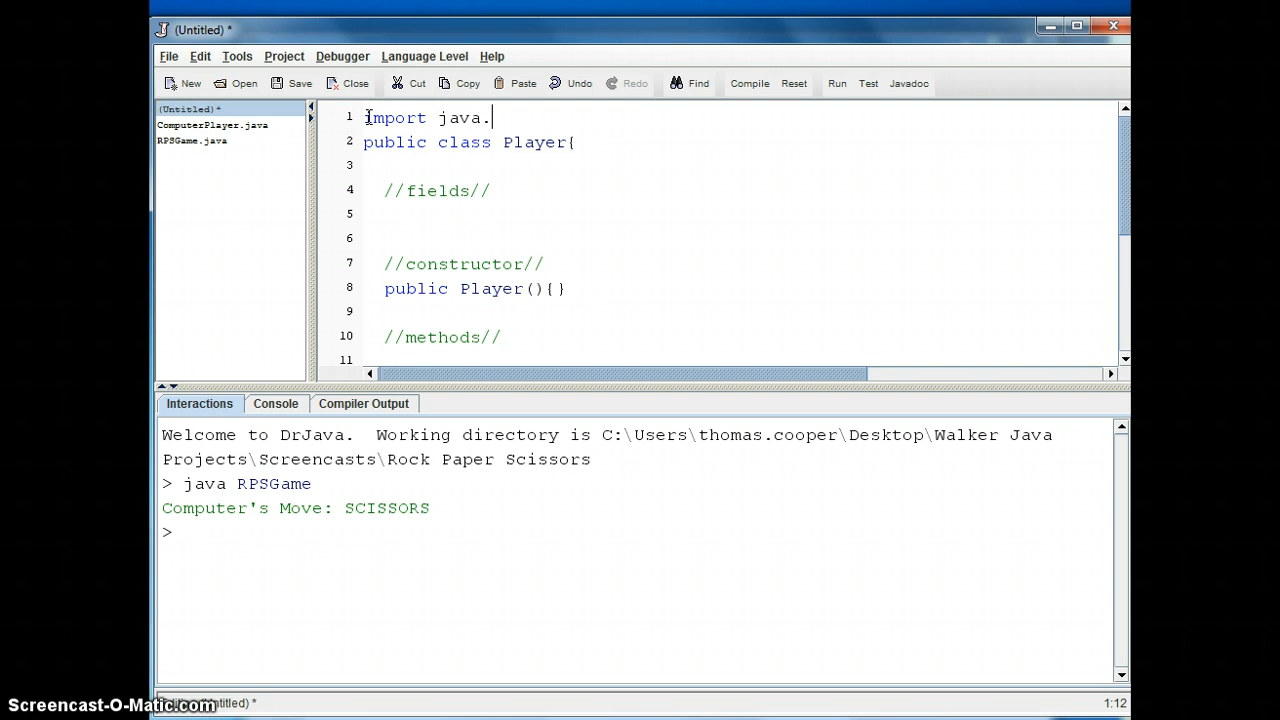 (Untitled) *
File Edit Tools Project Debugger Language Level Help
New Open Save Close Cut Copy Paste Undo Redo Find Compile Reset Run Test Javadoc
(Untitled) *
ComputerPlayer.java
RPSGame.java
1 import java.
2 public class Player{
3
4 //fields//
5
6
7 //constructor//
8 public Player(){}
9
10 //methods//
11
Interactions Console Compiler Output
Welcome to DrJava. Working directory is C:\Users\thomas.cooper\Desktop\Walker Java
Projects\Screencasts\Rock Paper Scissors
> java RPSGame
Computer's Move: SCISSORS
>
Screencast-O-Matic.com
(Untitled) *
1:12